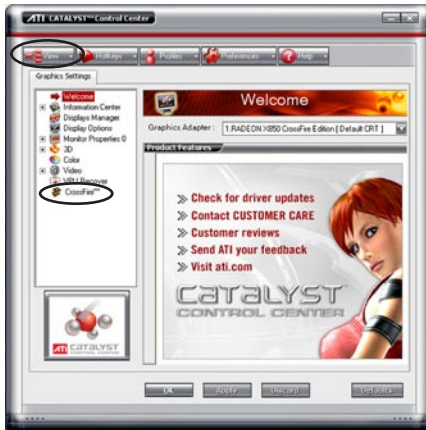 ATI CATALYST™ Control Center
View
Hotkeys
Profiles
Preferences
Help
Graphics Settings
Welcome
Information Center
Displays Manager
Display Options
Monitor Properties 0
3D
Color
Video
VPU Recover
CrossFire™
Welcome
Graphics Adapter :
1.RADEON X850 CrossFire Edition [ Default CRT ]
Product Features
Check for driver updates
Contact CUSTOMER CARE
Customer reviews
Send ATI your feedback
Visit ati.com
CATALYST
CONTROL CENTER
ATI CATALYST
CONTROL CENTER
OK
Apply
Discard
Defaults